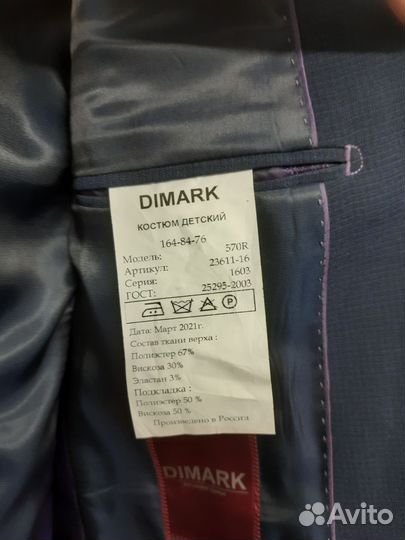 DIMARK
КОСТЮМ ДЕТСКИЙ
164-84-76
Модель: 570R
Артикул: 23611-16
Серия: 1603
ГОСТ: 25295-2003
Дата: Март 2021г.
Состав ткани верха :
Полиэстер 67%
Вискоза 30%
Эластан 3%
Подкладка :
Полиэстер 50 %
Вискоза 50 %
Произведено в России
DIMARK
Avito